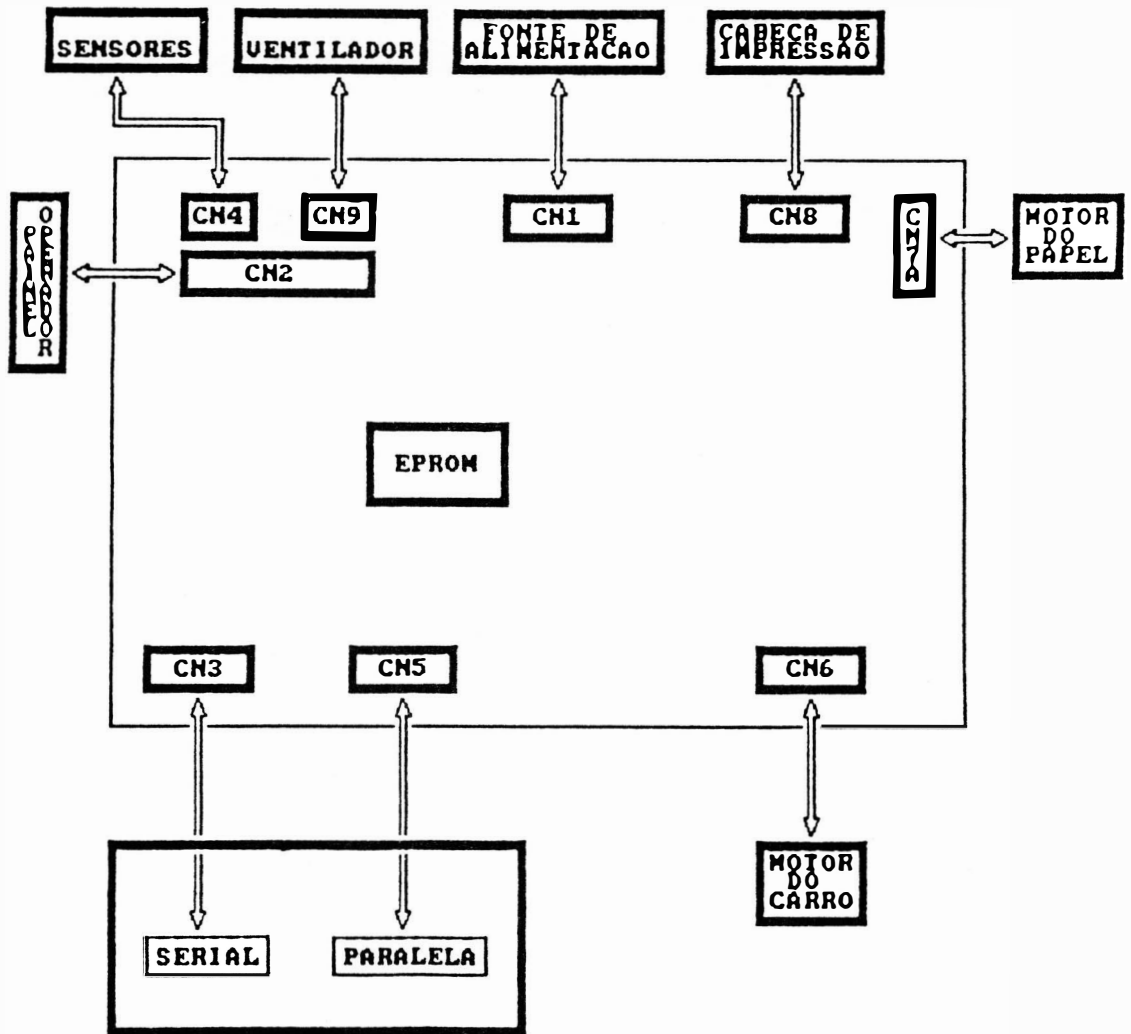 SENSORES
VENTILADOR
FONTE DE
ALIMENTACAO
CABECA DE
IMPRESSAO
CN4
CN9
CN1
CN8
CN7A
MOTOR
DO
PAPEL
PAINEL
OPERADOR
CN2
EPROM
CN3
CN5
CN6
MOTOR
DO
CARRO
SERIAL
PARALELA